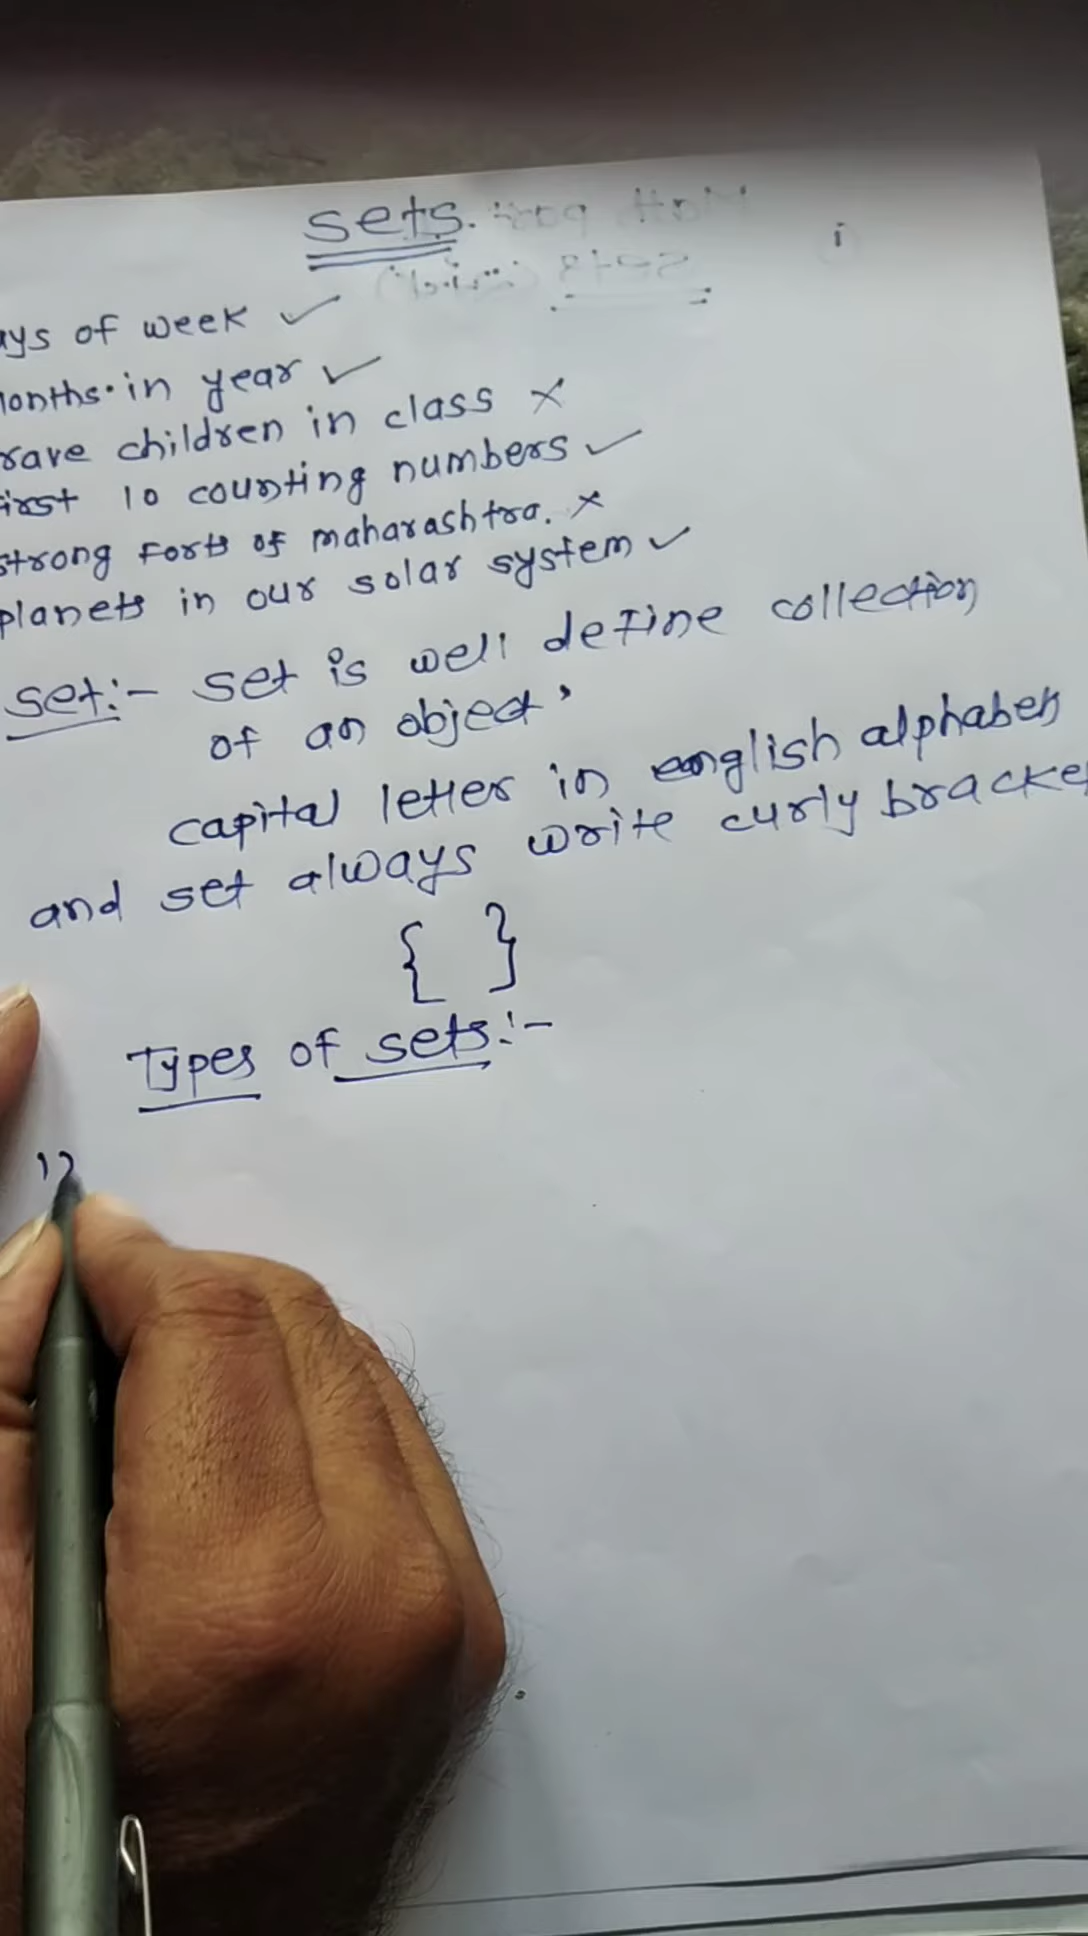 sets.
ays of week ✓
onths. in year ✓
rave children in class ×
irst 10 counting numbers ✓
strong forts of maharashtra. ×
planets in our solar system ✓
set:- set is well define collection
of an object'
capital letter in english alphabets
and set always write curly bracke
{ }
Types of sets:-
1)